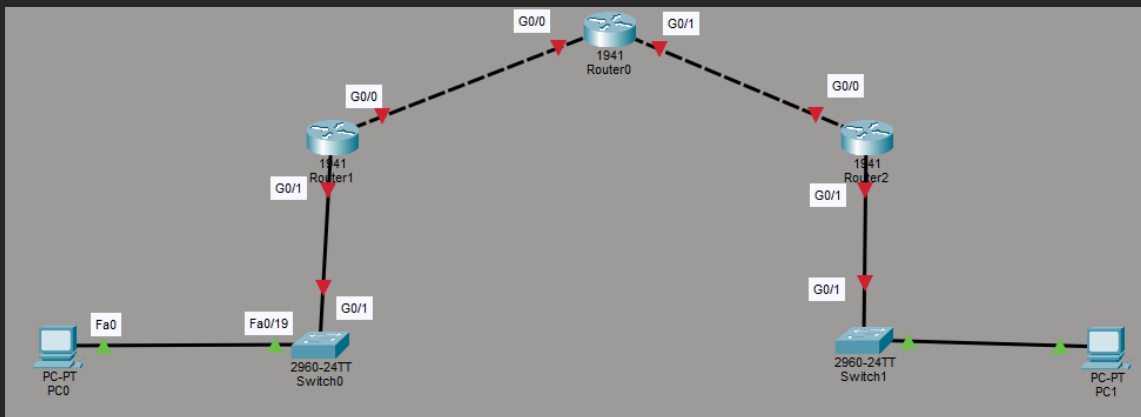 G0/0
G0/1
1941
Router0
G0/0
G0/0
1941
Router1
1941
Router2
G0/1
G0/1
G0/1
G0/1
Fa0
Fa0/19
PC-PT
PC0
2960-24TT
Switch0
2960-24TT
Switch1
PC-PT
PC1